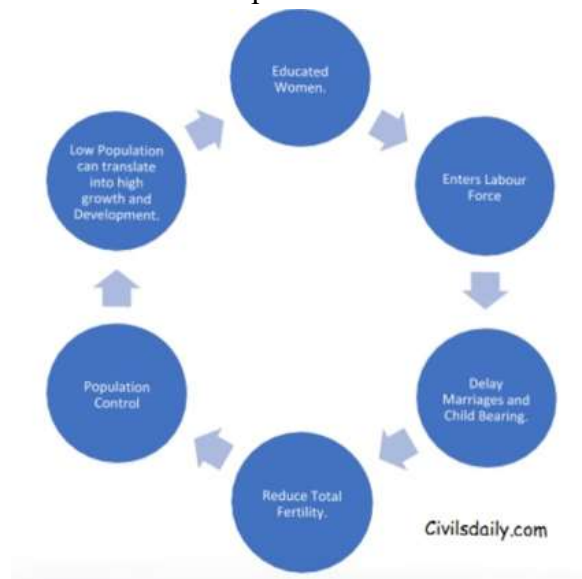 Educated
Women.
Enters Labour
Force
Delay
Marriages and
Child Bearing.
Reduce Total
Fertility.
Population
Control
Low Population
can translate
into high
growth and
Development.
Civilsdaily.com